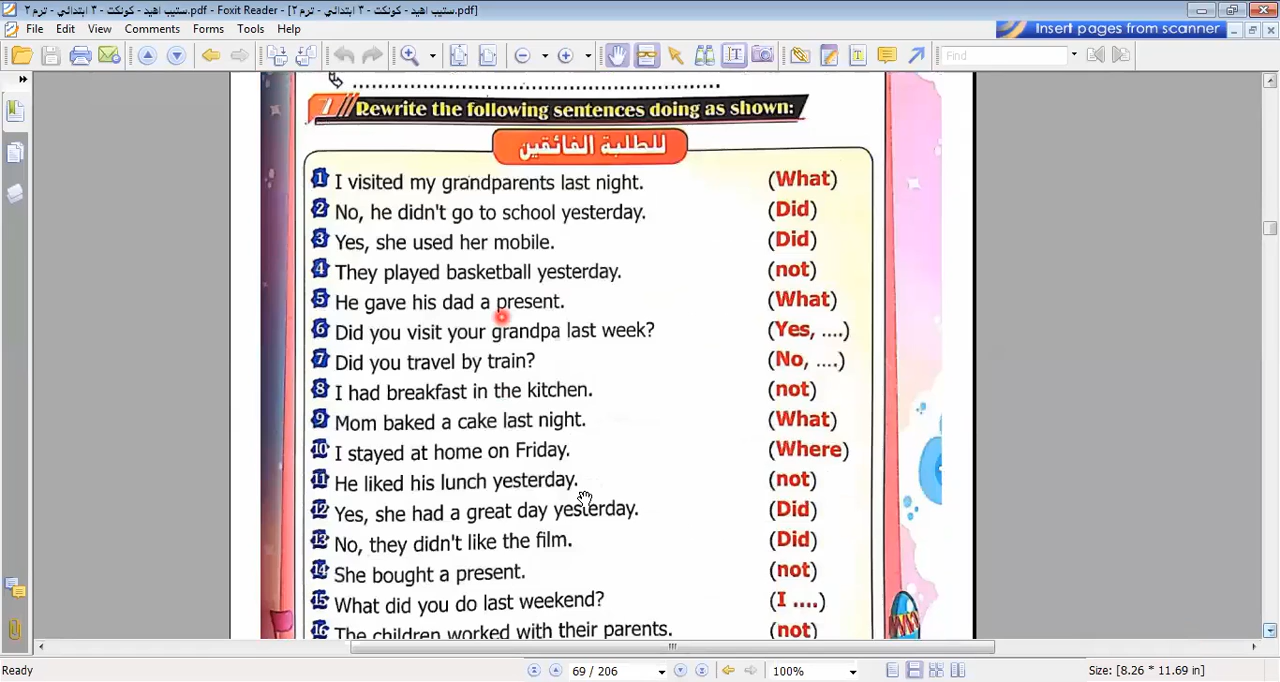 ستيب اهيد - كونكت - ٣ ابتدائي - ترم ٢.pdf - Foxit Reader - [ستيب اهيد - كونكت - ٣ ابتدائي - ترم ٢.pdf]
File Edit View Comments Forms Tools Help
Insert pages from scanner
Find
7 Rewrite the following sentences doing as shown:
للطلبة الفائقين
1 I visited my grandparents last night. (What)
2 No, he didn't go to school yesterday. (Did)
3 Yes, she used her mobile. (Did)
4 They played basketball yesterday. (not)
5 He gave his dad a present. (What)
6 Did you visit your grandpa last week? (Yes, ....)
7 Did you travel by train? (No, ....)
8 I had breakfast in the kitchen. (not)
9 Mom baked a cake last night. (What)
10 I stayed at home on Friday. (Where)
11 He liked his lunch yesterday. (not)
12 Yes, she had a great day yesterday. (Did)
13 No, they didn't like the film. (Did)
14 She bought a present. (not)
15 What did you do last weekend? (I ....)
16 The children worked with their parents. (not)
Ready 69 / 206 100% Size: [8.26 * 11.69 in]